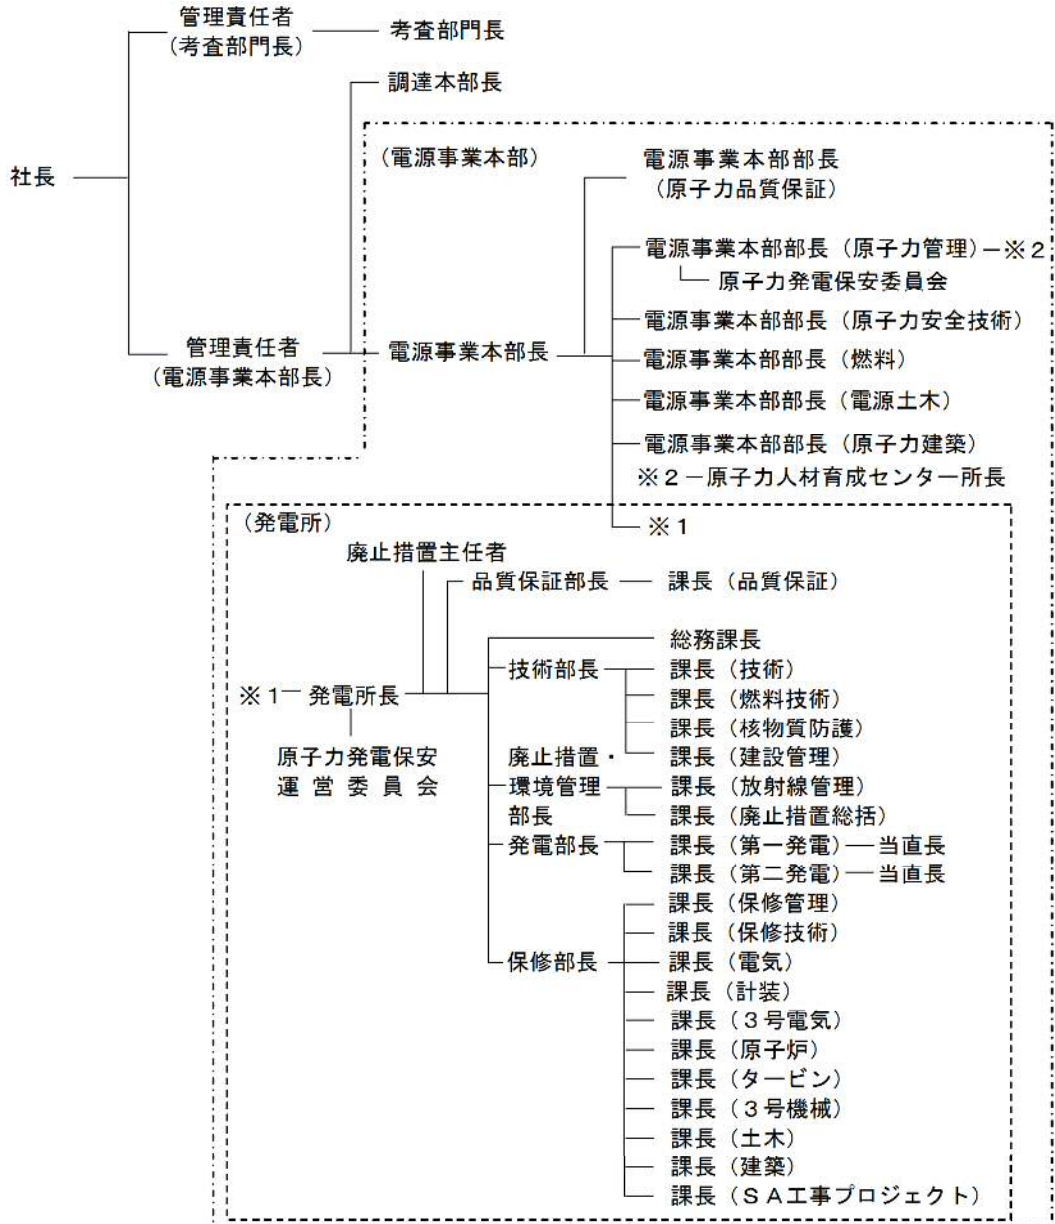 管理責任者
(考査部門長)
考査部門長
調達本部長
社長
(電源事業本部)
電源事業本部部長
(原子力品質保証)
電源事業本部部長(原子力管理)-※2
原子力発電保安委員会
電源事業本部部長(原子力安全技術)
管理責任者
(電源事業本部長)
電源事業本部長
電源事業本部部長(燃料)
電源事業本部部長(電源土木)
電源事業本部部長(原子力建築)
※2-原子力人材育成センター所長
※1
(発電所)
廃止措置主任者
品質保証部長
課長(品質保証)
総務課長
※1
発電所長
原子力発電保安
運営委員会
技術部長
課長(技術)
課長(燃料技術)
課長(核物質防護)
課長(建設管理)
廃止措置・
環境管理
部長
課長(放射線管理)
課長(廃止措置総括)
発電部長
課長(第一発電)
当直長
課長(第二発電)
当直長
保修部長
課長(保修管理)
課長(保修技術)
課長(電気)
課長(計装)
課長(3号電気)
課長(原子炉)
課長(タービン)
課長(3号機械)
課長(土木)
課長(建築)
課長(SA工事プロジェクト)